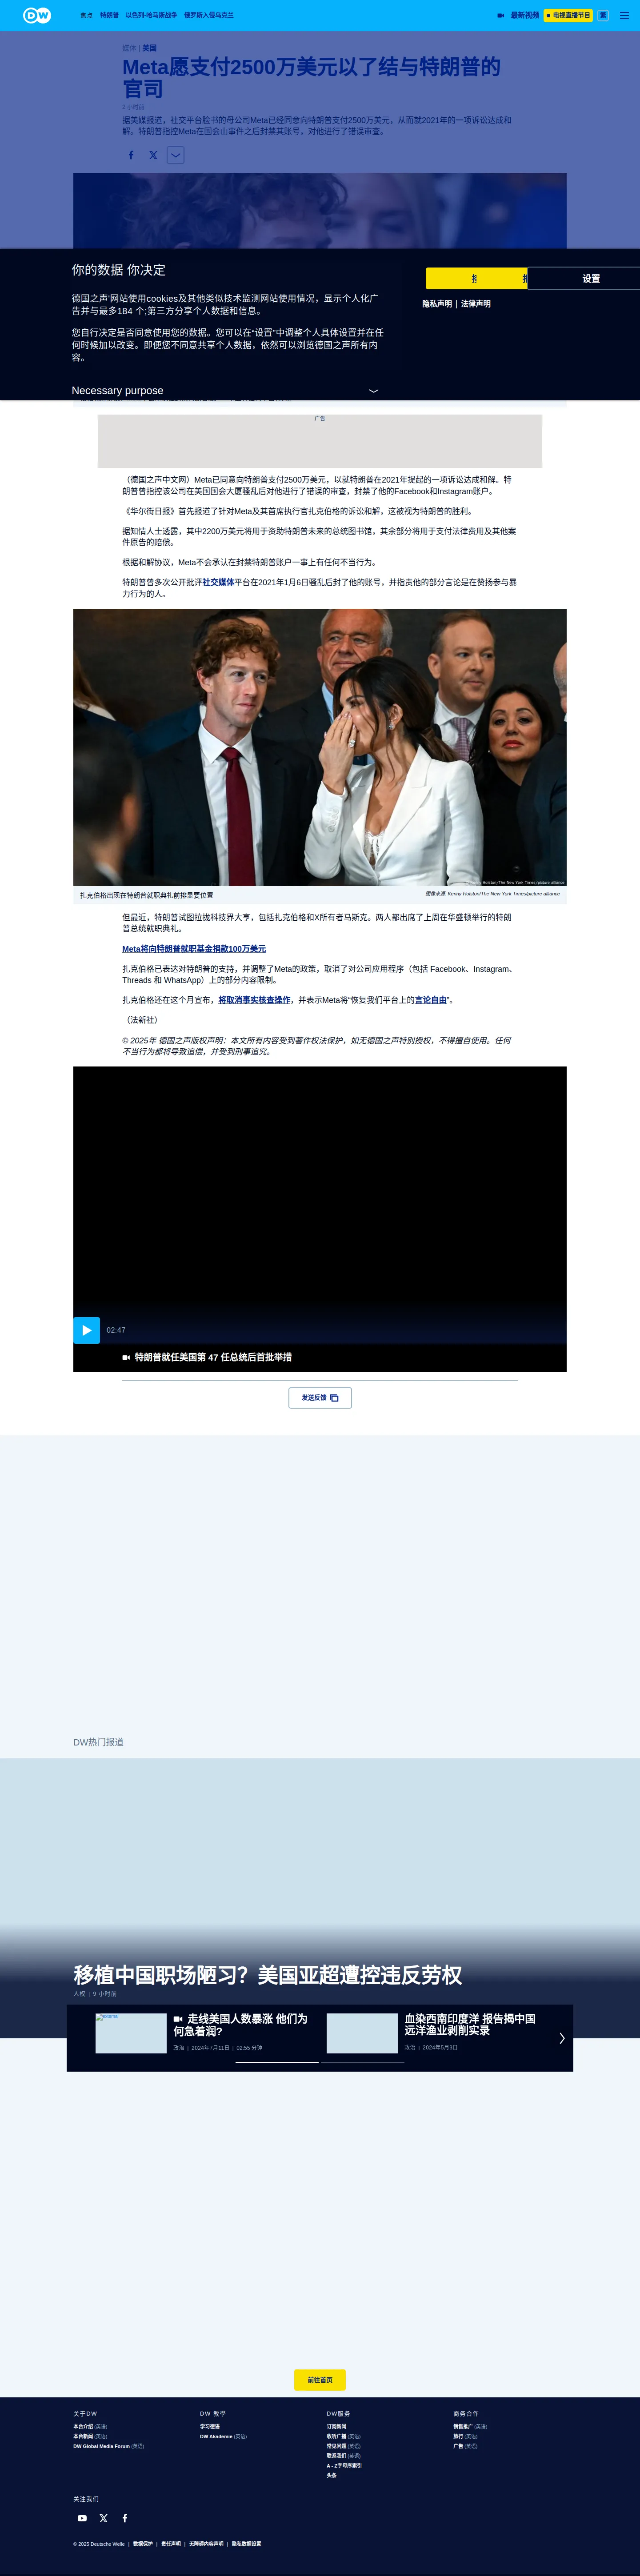 DW
焦点 特朗普 以色列-哈马斯战争 俄罗斯入侵乌克兰
最新视频 电视直播节目 繁
媒体 | 美国
Meta愿支付2500万美元以了结与特朗普的
官司
2 小时前
据美媒报道，社交平台脸书的母公司Meta已经同意向特朗普支付2500万美元，从而就2021年的一项诉讼达成和
解。特朗普指控Meta在国会山事件之后封禁其账号，对他进行了错误审查。
你的数据 你决定
德国之声'网站使用cookies及其他类似技术监测网站使用情况，显示个人化广
告并与最多184 个;第三方分享个人数据和信息。
您自行决定是否同意使用您的数据。您可以在“设置”中调整个人具体设置并在任
何时候加以改变。即便您不同意共享个人数据，依然可以浏览德国之声所有内
容。
Necessary purpose
设置
隐私声明 | 法律声明
广告
（德国之声中文网）Meta已同意向特朗普支付2500万美元，以就特朗普在2021年提起的一项诉讼达成和解。特
朗普曾指控该公司在美国国会大厦骚乱后对他进行了错误的审查，封禁了他的Facebook和Instagram账户。
《华尔街日报》首先报道了针对Meta及其首席执行官扎克伯格的诉讼和解，这被视为特朗普的胜利。
据知情人士透露，其中2200万美元将用于资助特朗普未来的总统图书馆，其余部分将用于支付法律费用及其他案
件原告的赔偿。
根据和解协议，Meta不会承认在封禁特朗普账户一事上有任何不当行为。
特朗普曾多次公开批评社交媒体平台在2021年1月6日骚乱后封了他的账号，并指责他的部分言论是在赞扬参与暴
力行为的人。
扎克伯格出现在特朗普就职典礼前排显要位置
图像来源: Kenny Holston/The New York Times/picture alliance
但最近，特朗普试图拉拢科技界大亨，包括扎克伯格和X所有者马斯克。两人都出席了上周在华盛顿举行的特朗
普总统就职典礼。
Meta将向特朗普就职基金捐款100万美元
扎克伯格已表达对特朗普的支持，并调整了Meta的政策，取消了对公司应用程序（包括 Facebook、Instagram、
Threads 和 WhatsApp）上的部分内容限制。
扎克伯格还在这个月宣布，将取消事实核查操作，并表示Meta将“恢复我们平台上的言论自由”。
（法新社）
© 2025年 德国之声版权声明：本文所有内容受到著作权法保护，如无德国之声特别授权，不得擅自使用。任何
不当行为都将导致追偿，并受到刑事追究。
02:47
特朗普就任美国第 47 任总统后首批举措
发送反馈
DW热门报道
移植中国职场陋习？美国亚超遭控违反劳权
人权 | 9 小时前
走线美国人数暴涨 他们为
何急着润?
政治 | 2024年7月11日 | 02:55 分钟
血染西南印度洋 报告揭中国
远洋渔业剥削实录
政治 | 2024年5月3日
前往首页
关于DW
本台介绍 (英语)
本台新闻 (英语)
DW Global Media Forum (英语)
DW 教學
学习德语
DW Akademie (英语)
DW服务
订阅新闻
收听广播 (英语)
常见问题 (英语)
联系我们 (英语)
A - Z字母序索引
头条
商务合作
销售推广 (英语)
旅行 (英语)
广告 (英语)
关注我们
© 2025 Deutsche Welle | 数据保护 | 责任声明 | 无障碍内容声明 | 隐私数据设置